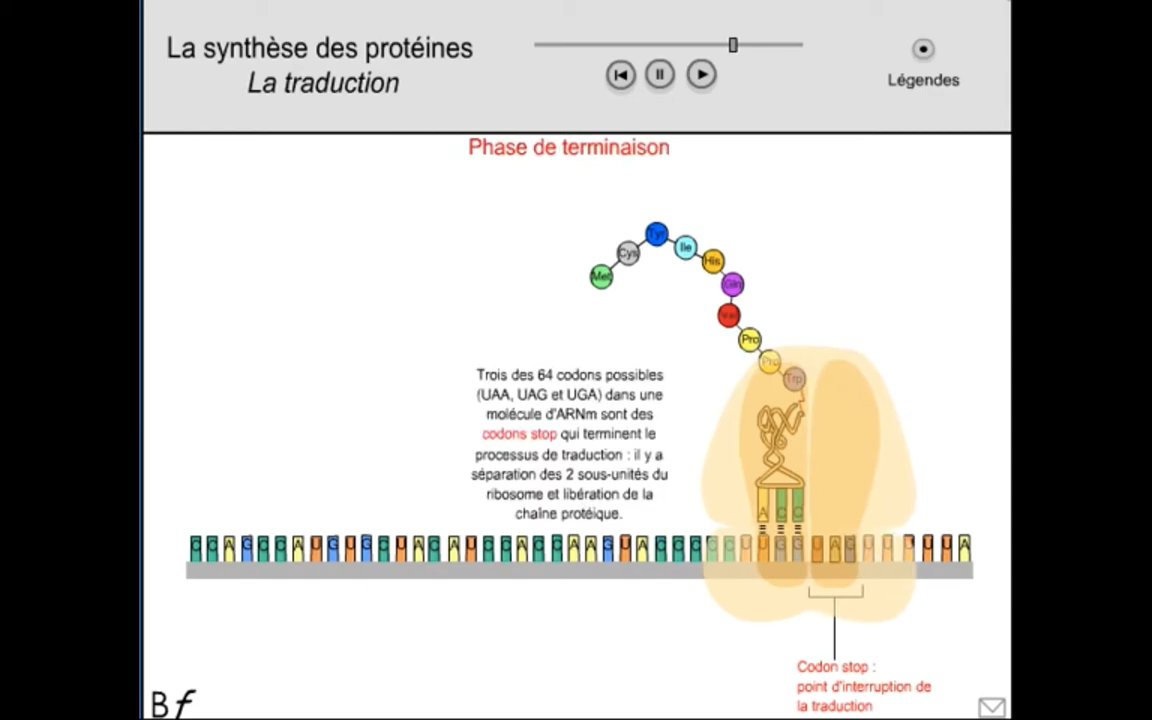 La synthèse des protéines
La traduction
Légendes
Phase de terminaison
Tyr
Ile
Cys
His
Met
Gln
Pro
Pro
Trp
Trois des 64 codons possibles
(UAA, UAG et UGA) dans une
molécule d'ARNm sont des
codons stop qui terminent le
processus de traduction : il y a
séparation des 2 sous-unités du
ribosome et libération de la
chaîne protéique.
A C C
C C A G C C A U G U G C U A C A U C C A C C A A G U A C C C C C U U G G U A G U U U U U A
Codon stop :
point d'interruption de
la traduction
Bf